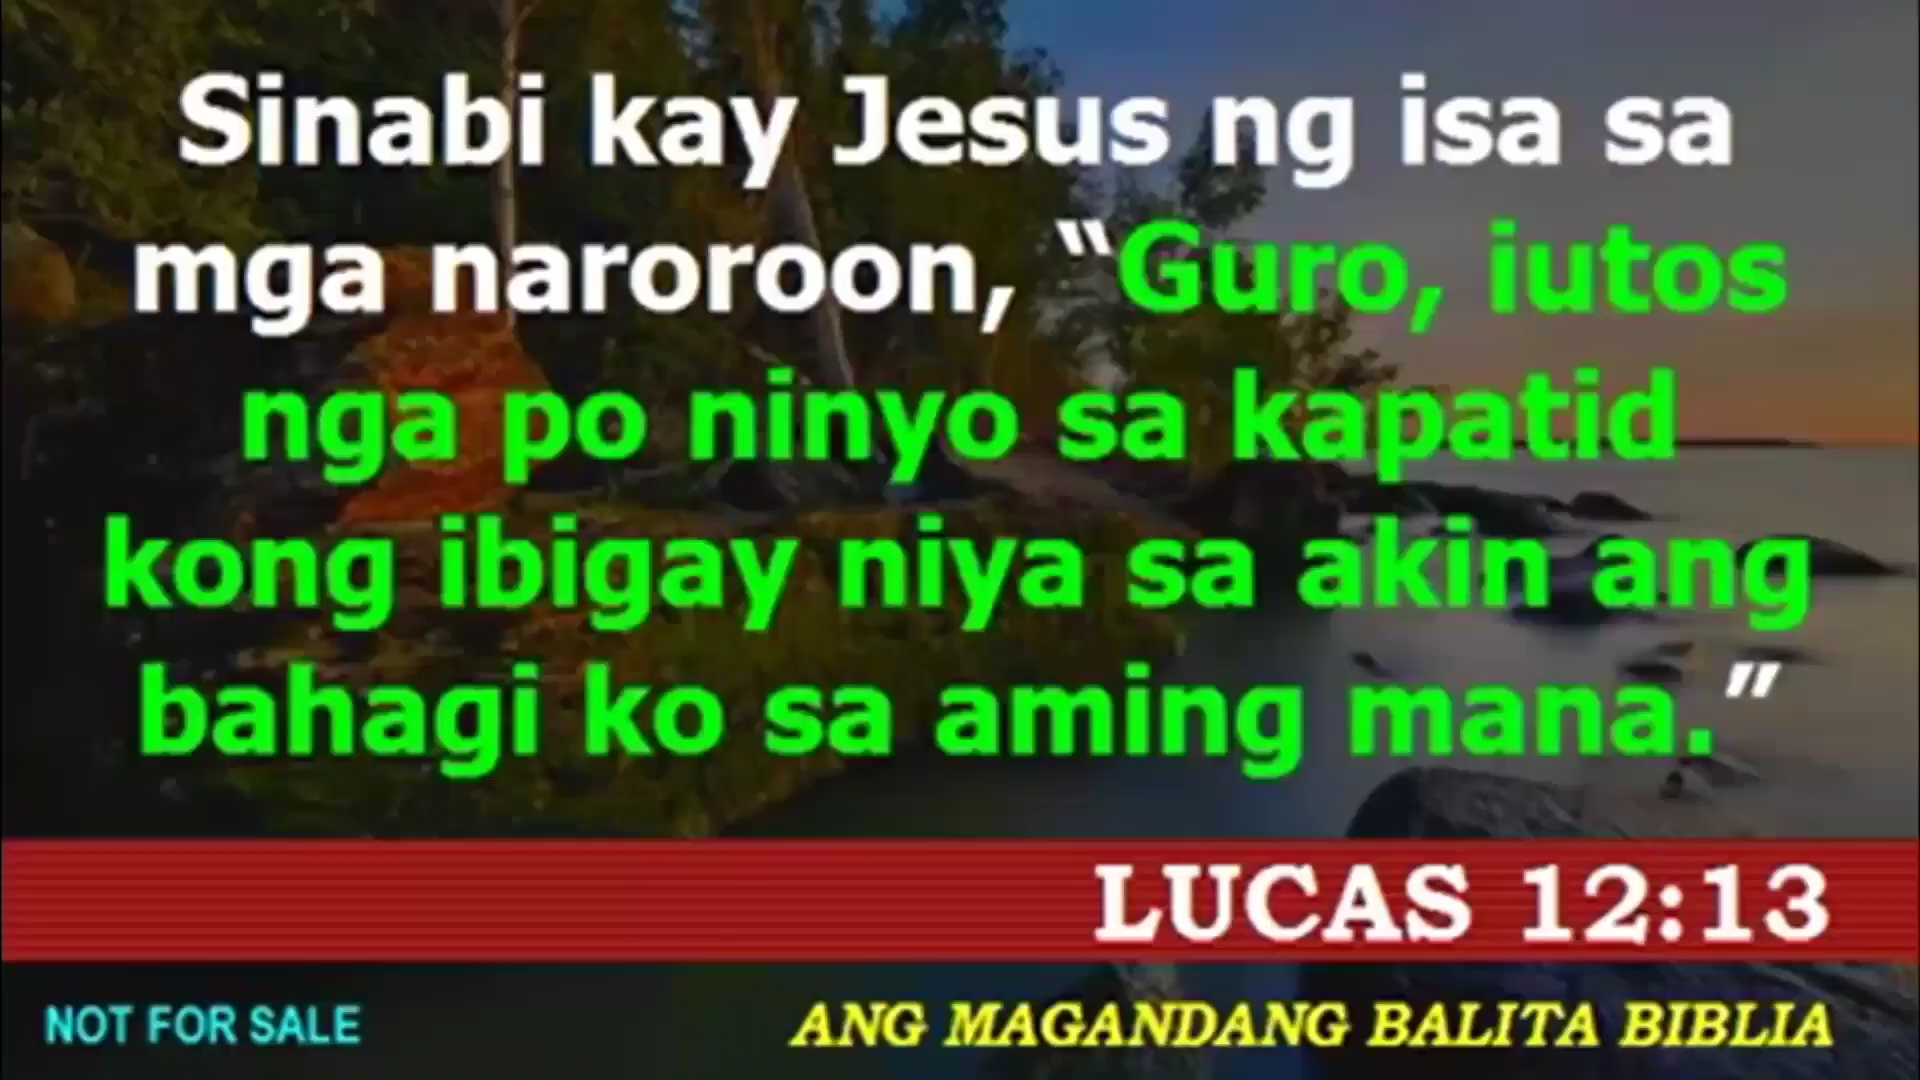 Sinabi kay Jesus ng isa sa
mga naroroon, “Guro, iutos
nga po ninyo sa kapatid
kong ibigay niya sa akin ang
bahagi ko sa aming mana.”
LUCAS 12:13
NOT FOR SALE
ANG MAGANDANG BALITA BIBLIA